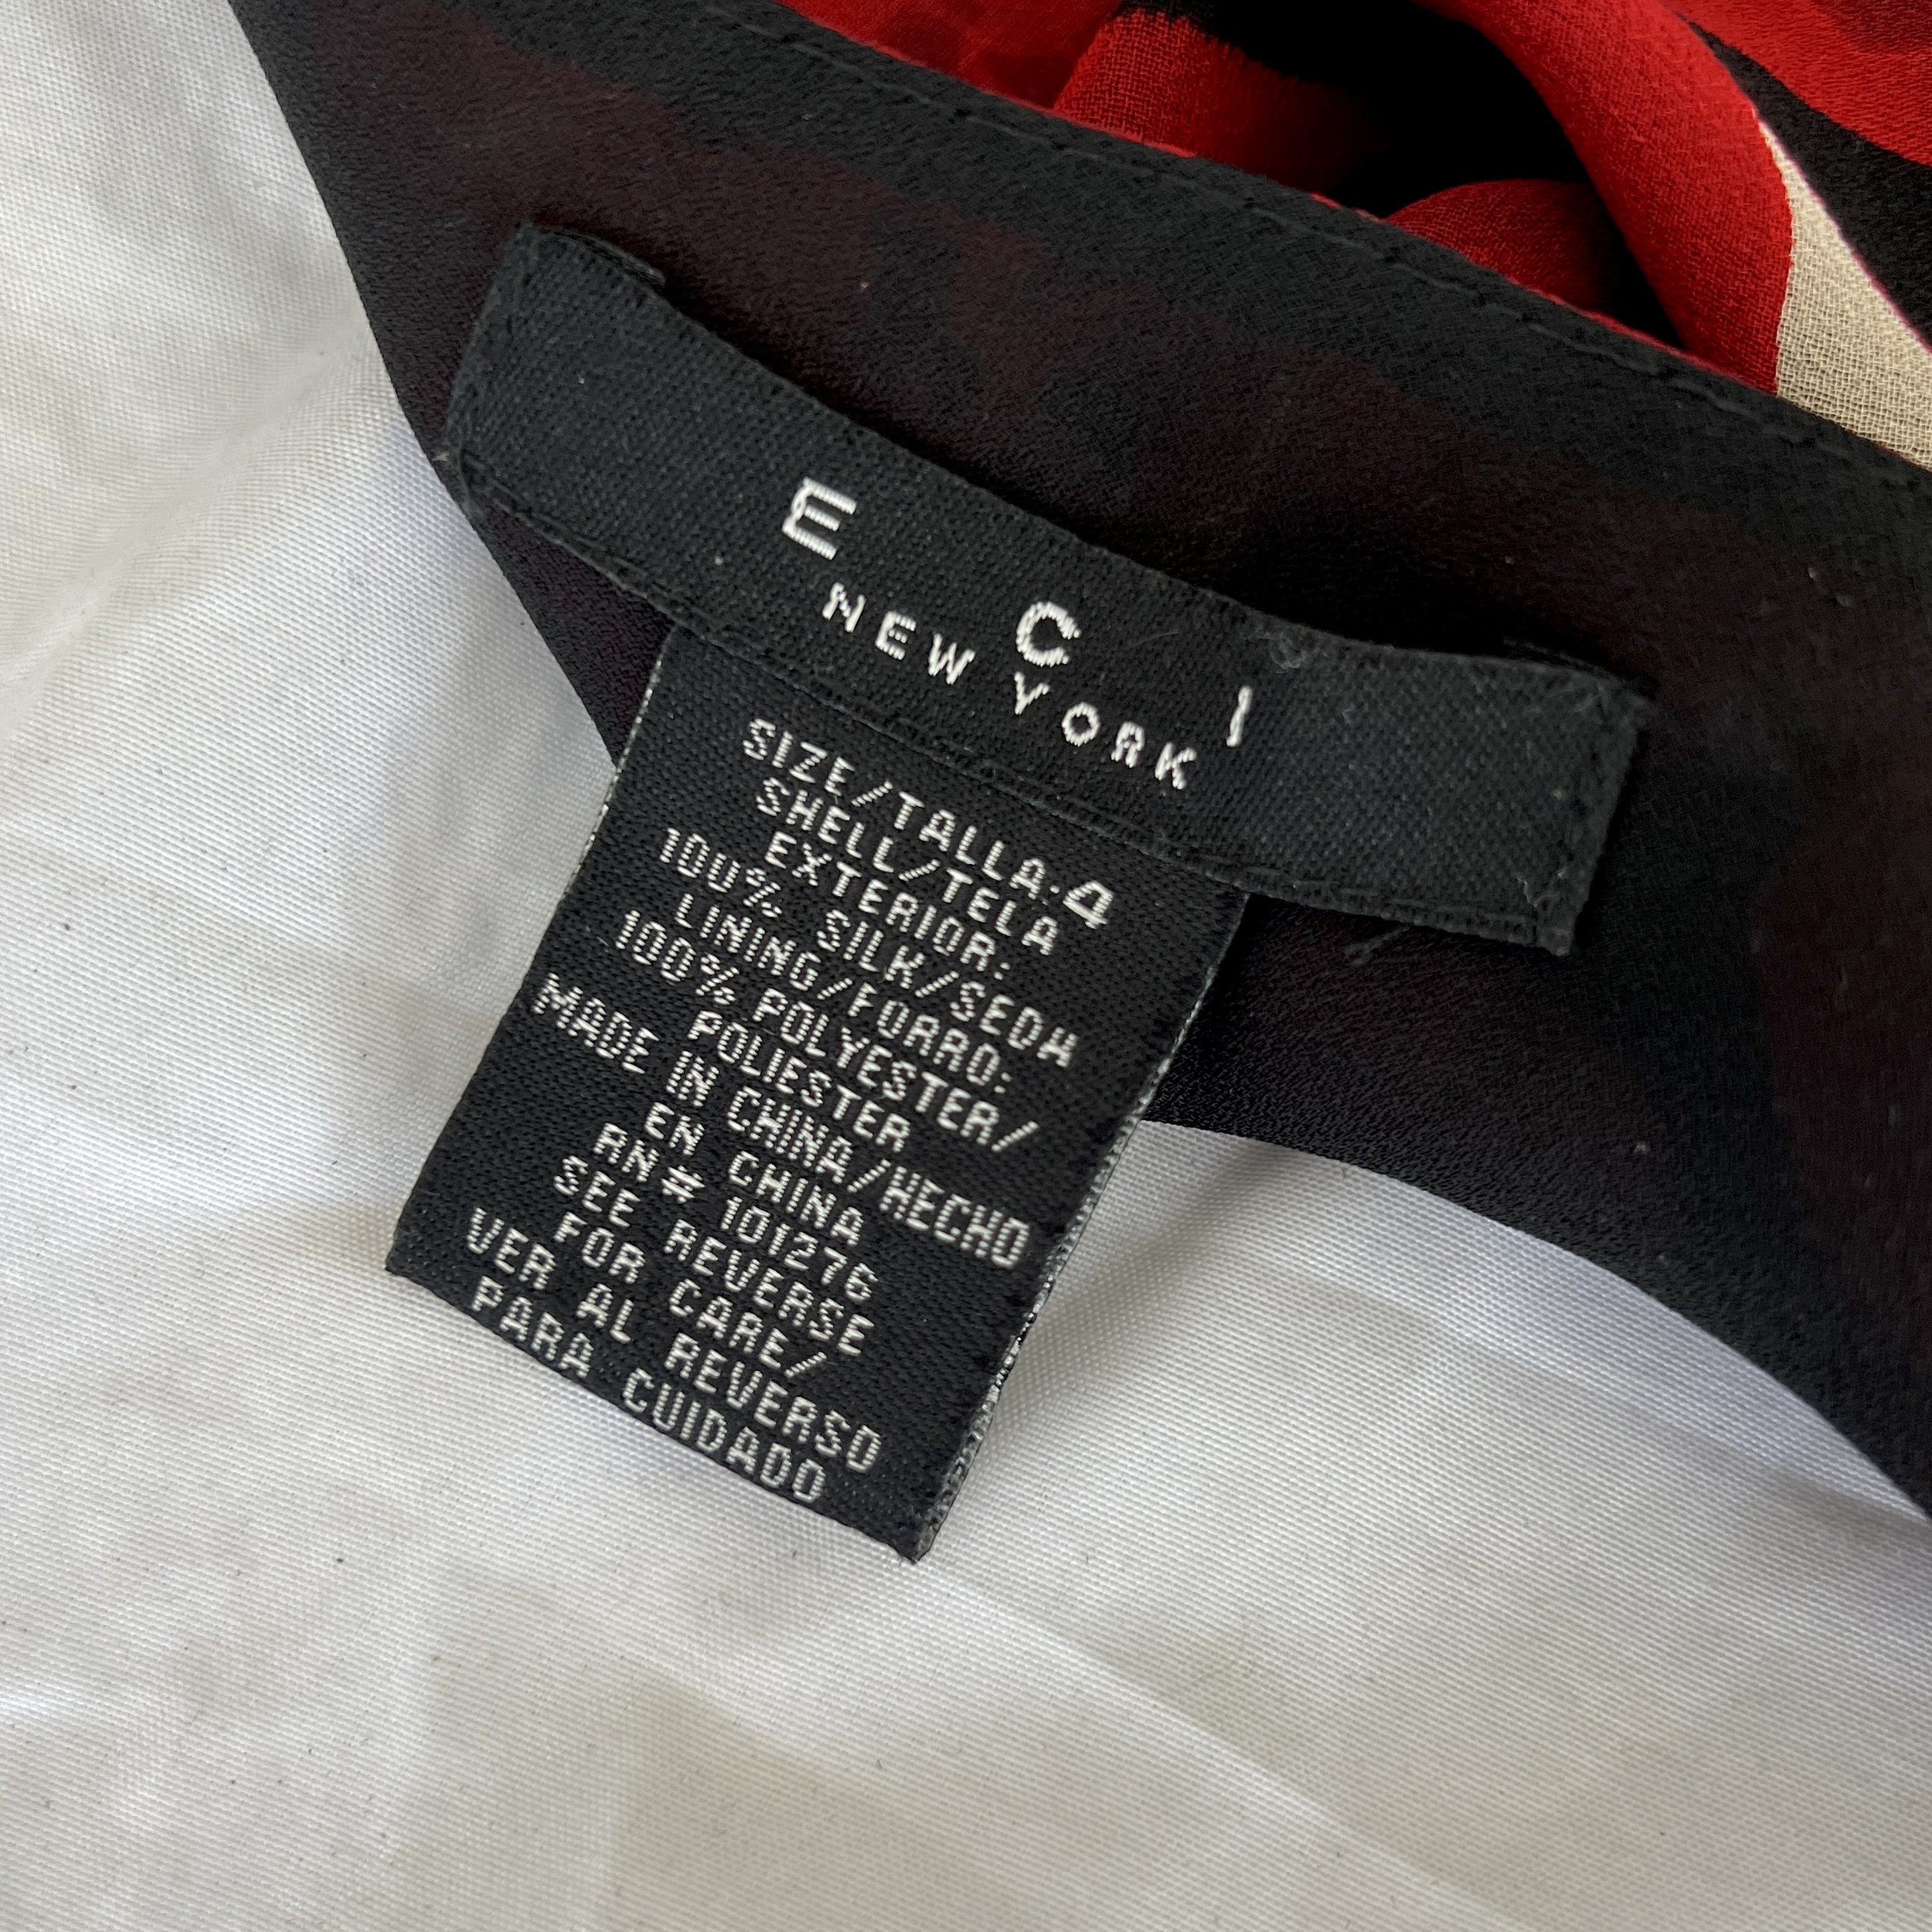 E C I
NEW YORK
SIZE/TALLA:4
SHELL/TELA
EXTERIOR:
100% SILK/SEDA
LINING/FORRO:
100% POLYESTER/
POLIESTER
MADE IN CHINA/HECHO
EN CHINA
RN# 101276
SEE REVERSE
FOR CARE/
VER AL REVERSO
PARA CUIDADO